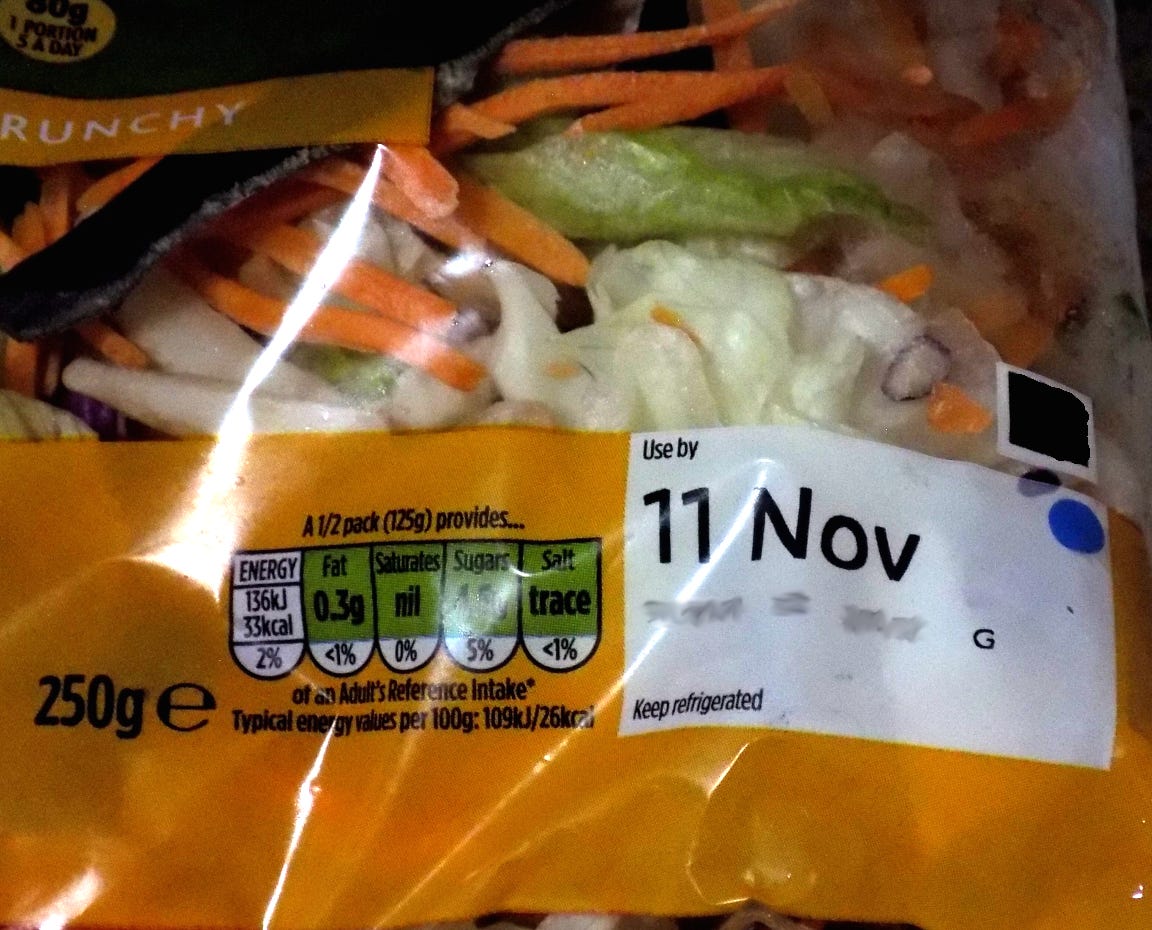 80g
1 PORTION
5 A DAY
RUNCHY
Use by
11 Nov
G
Keep refrigerated
A 1/2 pack (125g) provides...
ENERGY Fat Saturates Sugars Salt
136kJ
33kcal
0.3g nil trace
2% <1% 0% 5% <1%
of an Adult's Reference Intake*
Typical energy values per 100g: 109kJ/26kcal
250g e